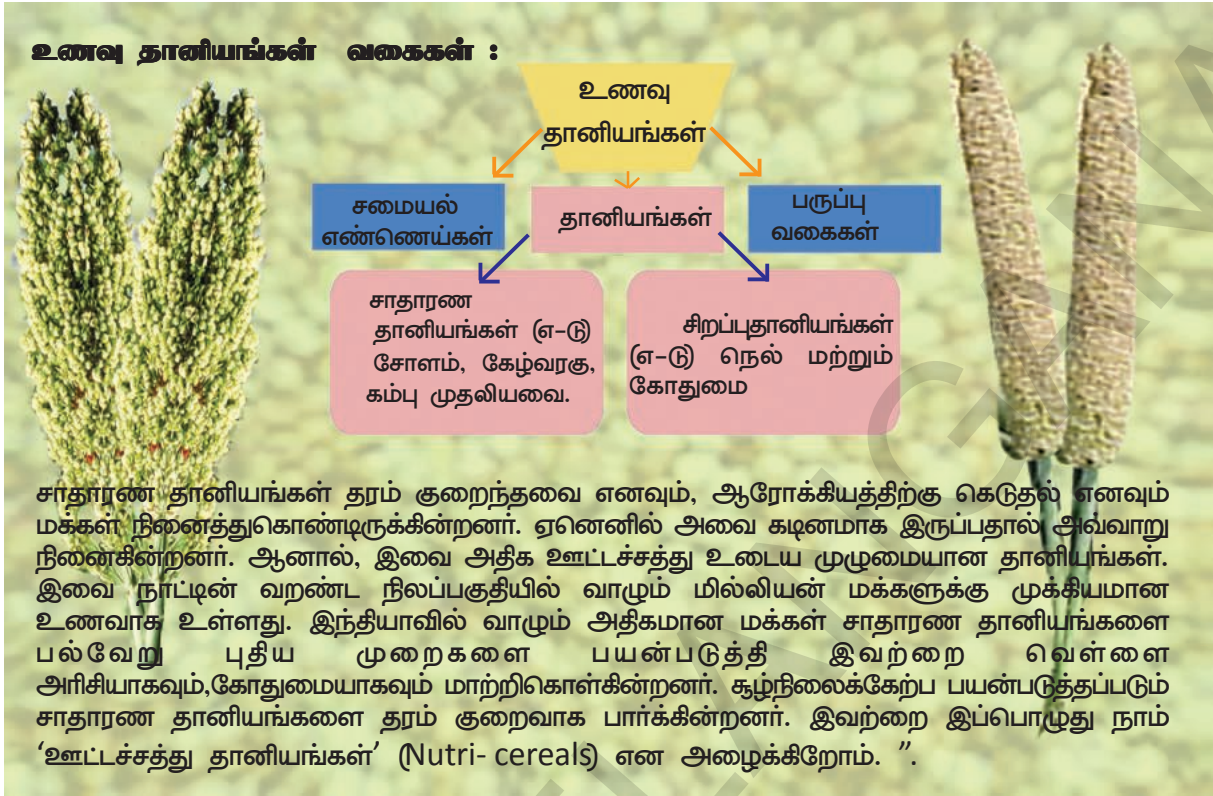 உணவு தானியங்கள் வகைகள் :
உணவு
தானியங்கள்
சமையல்
எண்ணெய்கள்
தானியங்கள்
பருப்பு
வகைகள்
சாதாரண
தானியங்கள் (எ-டு)
சோளம், கேழ்வரகு,
கம்பு முதலியவை.
சிறப்புதானியங்கள்
(எ-டு) நெல் மற்றும்
கோதுமை
சாதாரண தானியங்கள் தரம் குறைந்தவை எனவும், ஆரோக்கியத்திற்கு கெடுதல் எனவும்
மக்கள் நினைத்துகொண்டிருக்கின்றனர். ஏனெனில் அவை கடினமாக இருப்பதால் அவ்வாறு
நினைகின்றனர். ஆனால், இவை அதிக ஊட்டச்சத்து உடைய முழுமையான தானியங்கள்.
இவை நாட்டின் வறண்ட நிலப்பகுதியில் வாழும் மில்லியன் மக்களுக்கு முக்கியமான
உணவாக உள்ளது. இந்தியாவில் வாழும் அதிகமான மக்கள் சாதாரண தானியங்களை
பல்வேறு புதிய முறைகளை பயன்படுத்தி இவற்றை வெள்ளை
அரிசியாகவும்,கோதுமையாகவும் மாற்றிகொள்கின்றனர். சூழ்நிலைக்கேற்ப பயன்படுத்தப்படும்
சாதாரண தானியங்களை தரம் குறைவாக பார்க்கின்றனர். இவற்றை இப்பொழுது நாம்
‘ஊட்டச்சத்து தானியங்கள்’ (Nutri- cereals) என அழைக்கிறோம். ”.